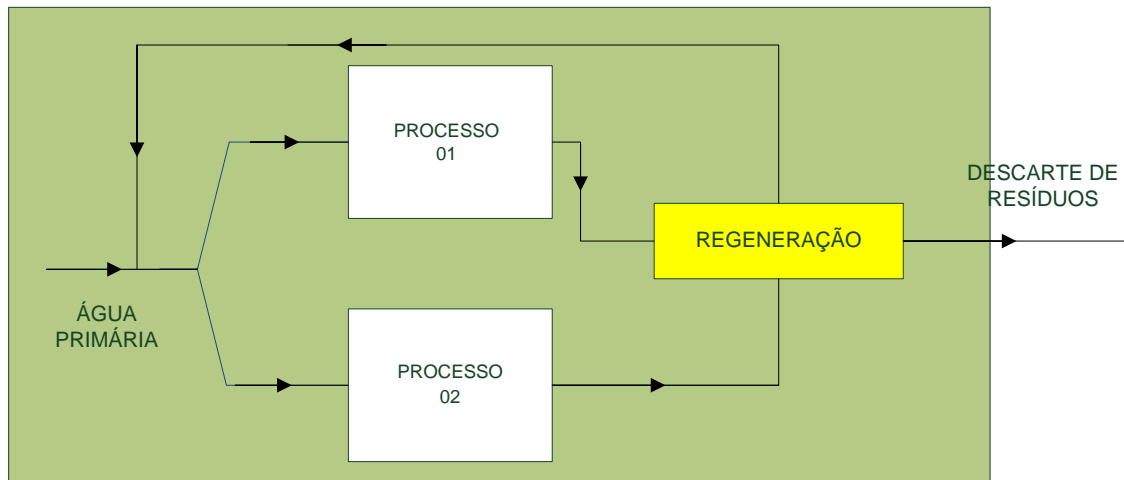 PROCESSO
01
DESCARTE DE
RESÍDUOS
REGENERAÇÃO
ÁGUA
PRIMÁRIA
PROCESSO
02